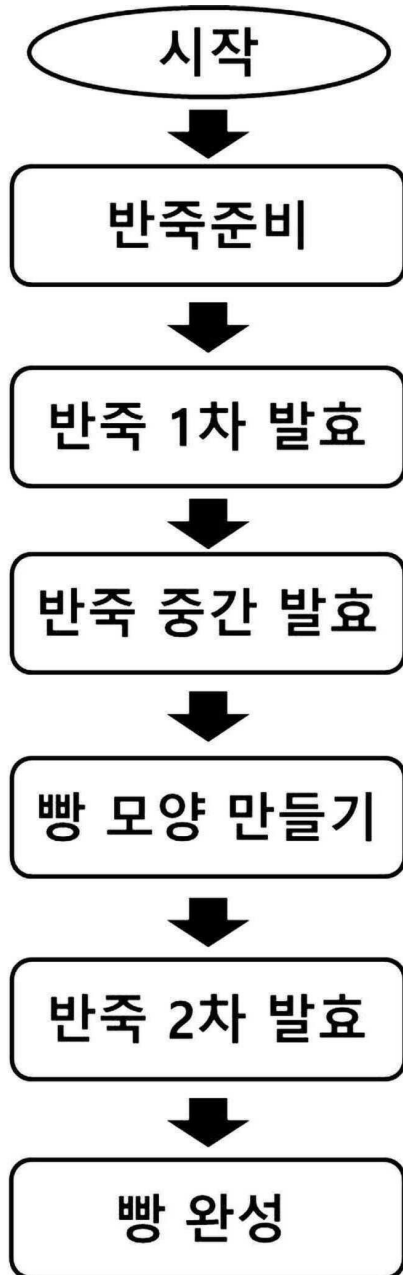 시작
반죽준비
반죽 1차 발효
반죽 중간 발효
빵 모양 만들기
반죽 2차 발효
빵 완성